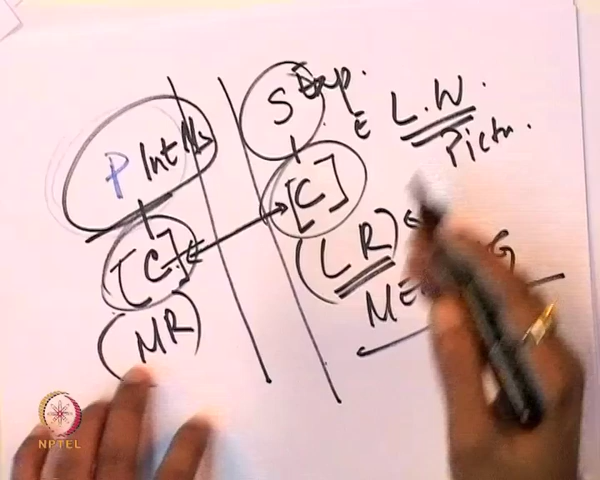 P Int
S Exp.
L.W.
Pictu.
[C]
[C]
(LR)
(MR)
NPTEL